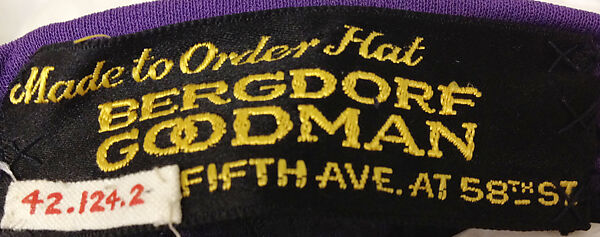 Made to Order Hat
BERGDORF
GOODMAN
FIFTH AVE. AT 58TH ST.
42.124.2